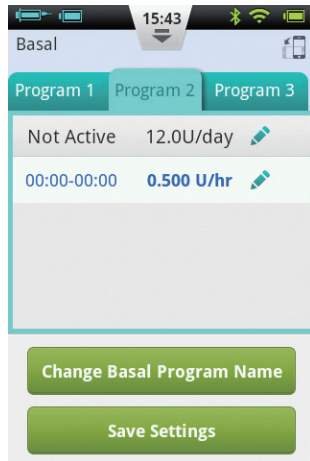 15:43
Basal
Program 1 Program 2 Program 3
Not Active 12.0U/day
00:00-00:00 0.500 U/hr
Change Basal Program Name
Save Settings